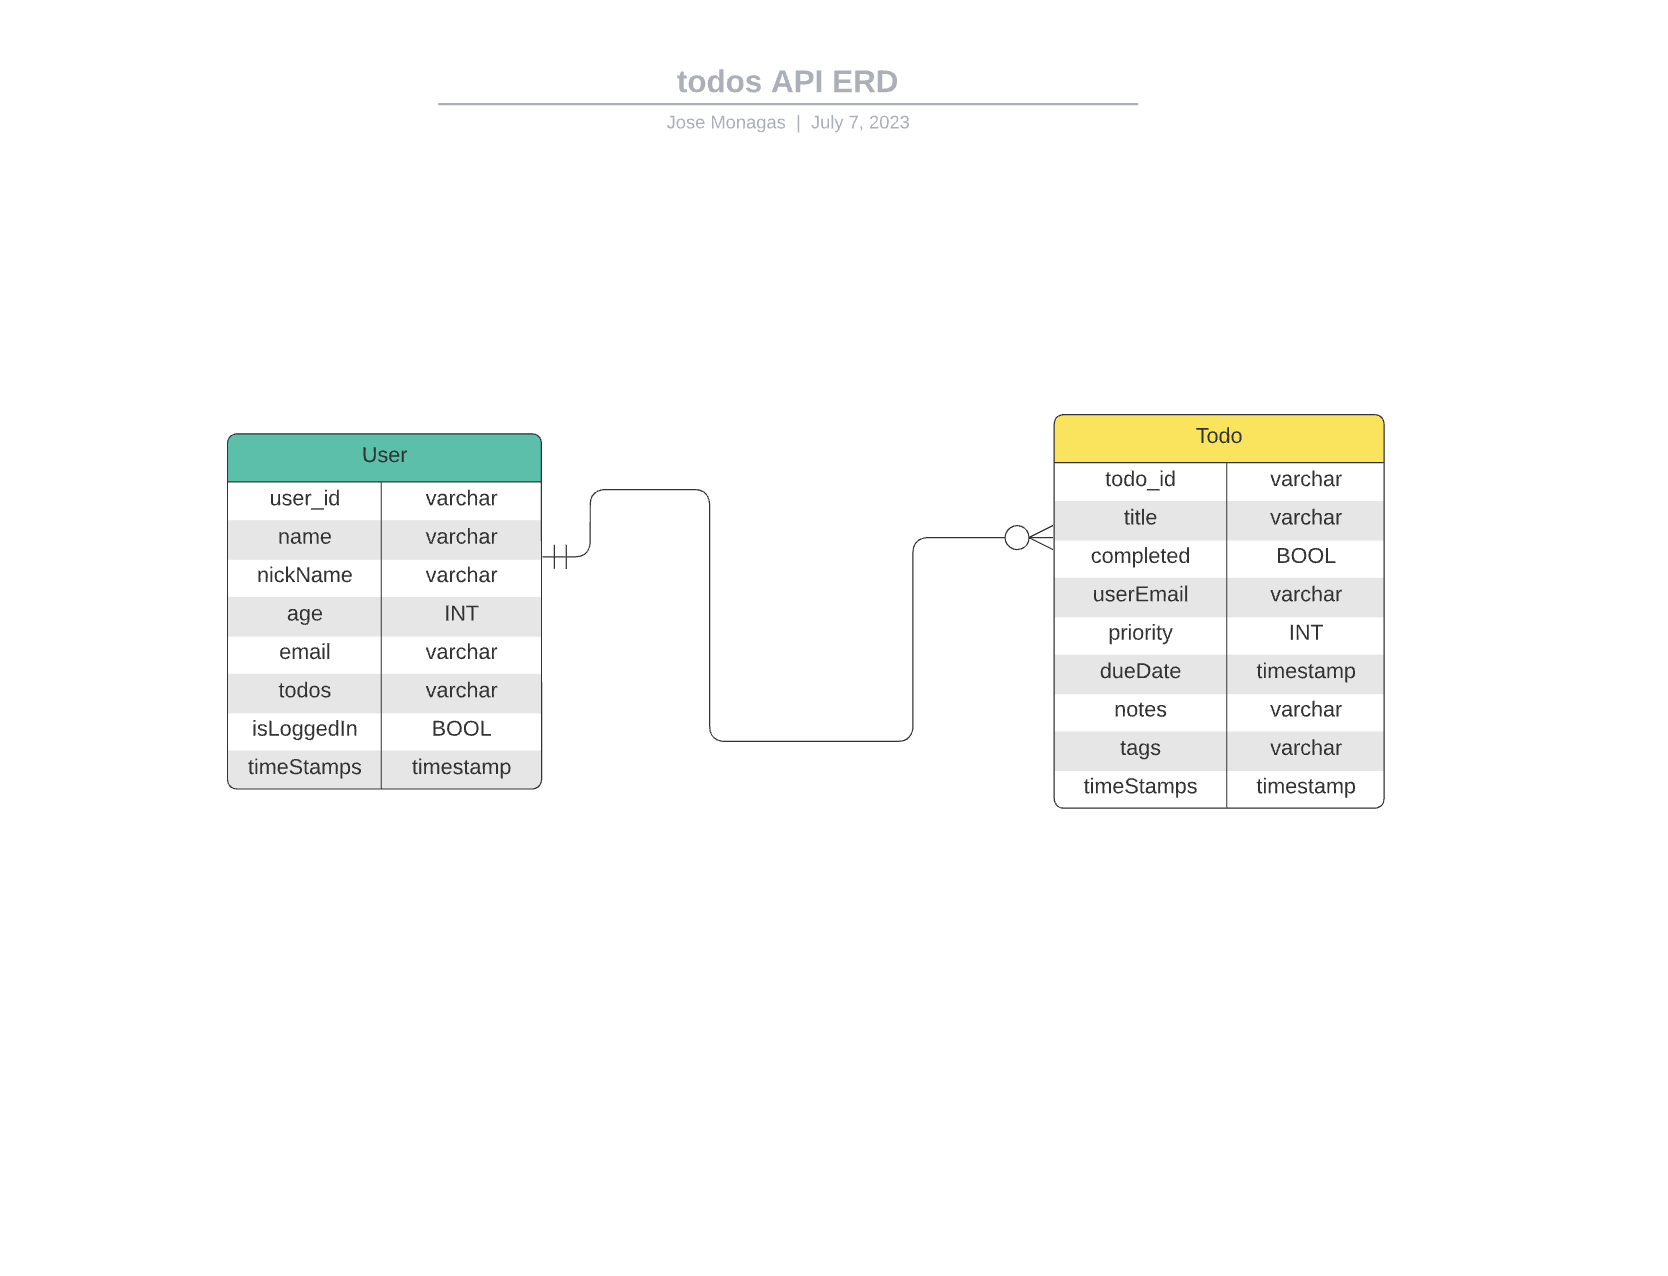 todos API ERD
Jose Monagas | July 7, 2023
User
user_id varchar
name varchar
nickName varchar
age INT
email varchar
todos varchar
isLoggedIn BOOL
timeStamps timestamp
Todo
todo_id varchar
title varchar
completed BOOL
userEmail varchar
priority INT
dueDate timestamp
notes varchar
tags varchar
timeStamps timestamp